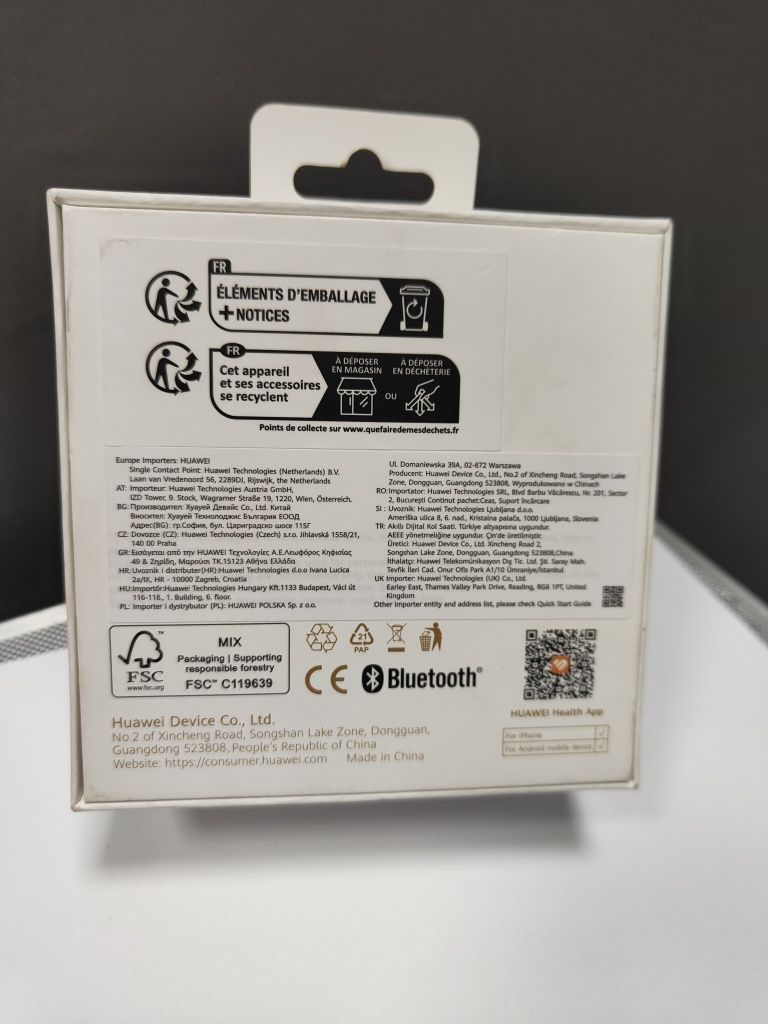 FR
ÉLÉMENTS D'EMBALLAGE
+NOTICES
FR
Cet appareil
et ses accessoires
se recyclent
À DÉPOSER
EN MAGASIN
OU
À DÉPOSER
EN DÉCHÈTERIE
Points de collecte sur www.quefairedemesdechets.fr
Europe Importers: HUAWEI
Single Contact Point: Huawei Technologies (Netherlands) B.V.
Laan van Vredenoord 56, 2289DJ, Rijswijk, the Netherlands
AT: Importeur: Huawei Technologies Austria GmbH,
IZD Tower, 9. Stock, Wagramer Straße 19, 1220, Wien, Österreich.
BG: Производител: Хуауей Девайс Co., Ltd. Китай
Вносител: Хуауей Технолоджис България ЕООД
Адрес(BG): гр.София, бул. Цариградско шосе 115Г
CZ: Dovozce (CZ): Huawei Technologies (Czech) s.r.o. Jihlavská 1558/21,
140 00 Praha
GR: Εισάγεται από την HUAWEI Τεχνολογίες Α.Ε.Λεωφόρος Κηφισίας
49 & Ζηρίδη, Μαρούσι ΤΚ.15123 Αθήνα Ελλάδα
HR: Uvoznik i distributer(HR):Huawei Technologies d.o.o Ivana Lucica
2a/IX, HR - 10000 Zagreb, Croatia
HU:Importőr:Huawei Technologies Hungary Kft.1133 Budapest, Váci út
116-118., 1. Building, 6. floor.
PL: Importer i dystrybutor (PL): HUAWEI POLSKA Sp. z o.o.
Ul. Domaniewska 39A, 02-672 Warszawa
Producent: Huawei Device Co., Ltd., No.2 of Xincheng Road, Songshan Lake
Zone, Dongguan, Guangdong 523808, Wyprodukowano w Chinach
RO:Importator: Huawei Technologies SRL, Blvd Barbu Văcărescu, Nr. 201, Sector
2, București Continut pachet:Ceas, Suport încărcare
SI : Uvoznik: Huawei Technologies Ljubljana d.o.o.
Ameriška ulica 8, 6. nad., Kristalna palača, 1000 Ljubljana, Slovenia
TR: Akıllı Dijital Kol Saati. Türkiye altyapısına uygundur.
AEEE yönetmeliğine uygundur. Çin'de üretilmiştir.
Üretici: Huawei Device Co., Ltd. Xincheng Road 2,
Songshan Lake Zone, Dongguan, Guangdong 523808,China
İthalatçı: Huawei Telekomünikasyon Dış Tic. Ltd. Şti. Saray Mah.
Tevfik İleri Cad. Onur Ofis Park A1/10 Ümraniye/İstanbul.
UK Importer: Huawei Technologies (UK) Co., Ltd.
Earley East, Thames Valley Park Drive, Reading, RG6 1PT, United
Kingdom
Other importer entity and address list, please check Quick Start Guide
FSC
www.fsc.org
MIX
Packaging | Supporting
responsible forestry
FSC™ C119639
21
PAP
CE
Bluetooth®
HUAWEI Health App
For iPhone √
For Android mobile device √
Huawei Device Co., Ltd.
No.2 of Xincheng Road, Songshan Lake Zone, Dongguan,
Guangdong 523808,People's Republic of China
Website: https://consumer.huawei.com Made in China